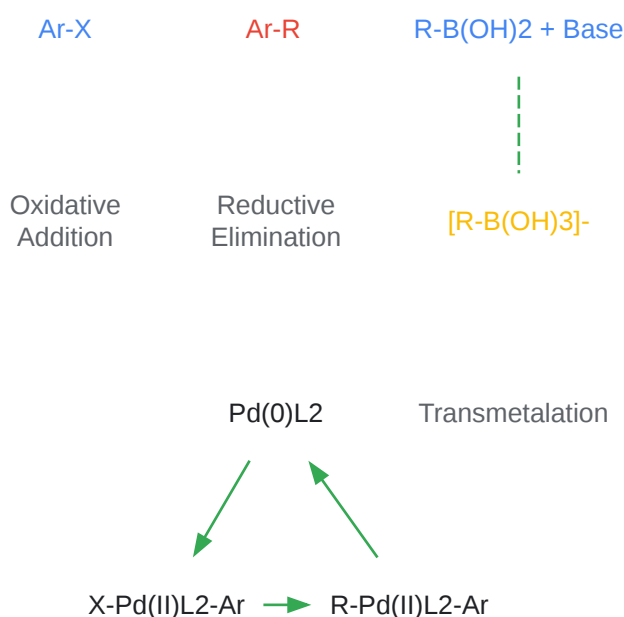 Ar-X
Ar-R
R-B(OH)2 + Base
Oxidative
Addition
Reductive
Elimination
[R-B(OH)3]-
Pd(0)L2
Transmetalation
X-Pd(II)L2-Ar
R-Pd(II)L2-Ar